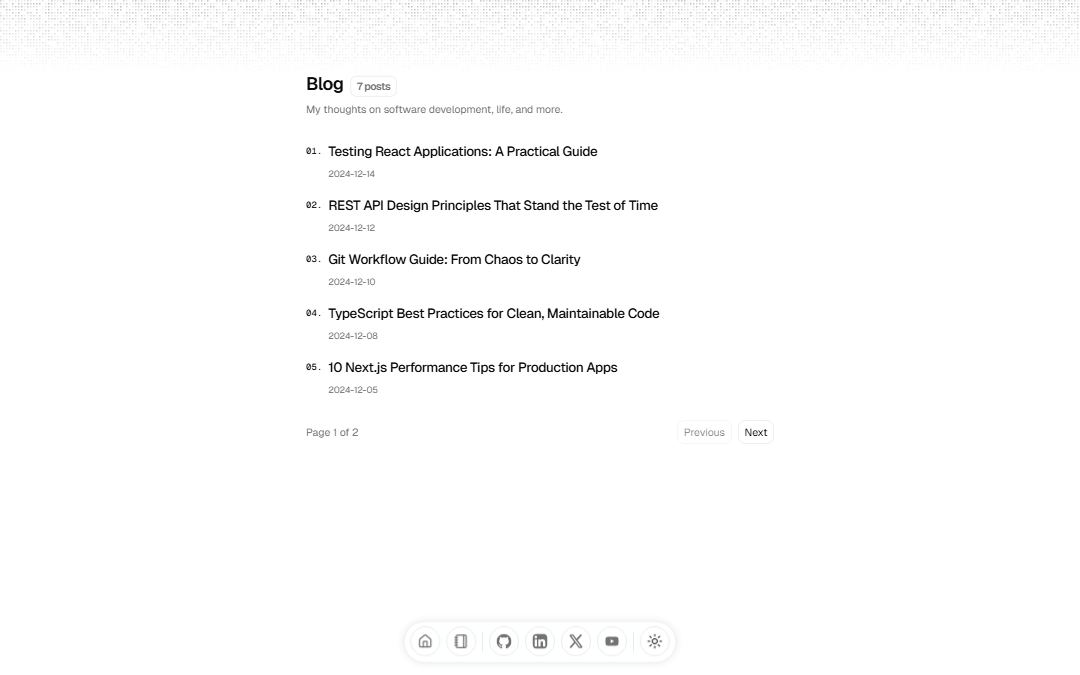 Blog 7 posts
My thoughts on software development, life, and more.
01. Testing React Applications: A Practical Guide
2024-12-14
02. REST API Design Principles That Stand the Test of Time
2024-12-12
03. Git Workflow Guide: From Chaos to Clarity
2024-12-10
04. TypeScript Best Practices for Clean, Maintainable Code
2024-12-08
05. 10 Next.js Performance Tips for Production Apps
2024-12-05
Page 1 of 2 Previous Next